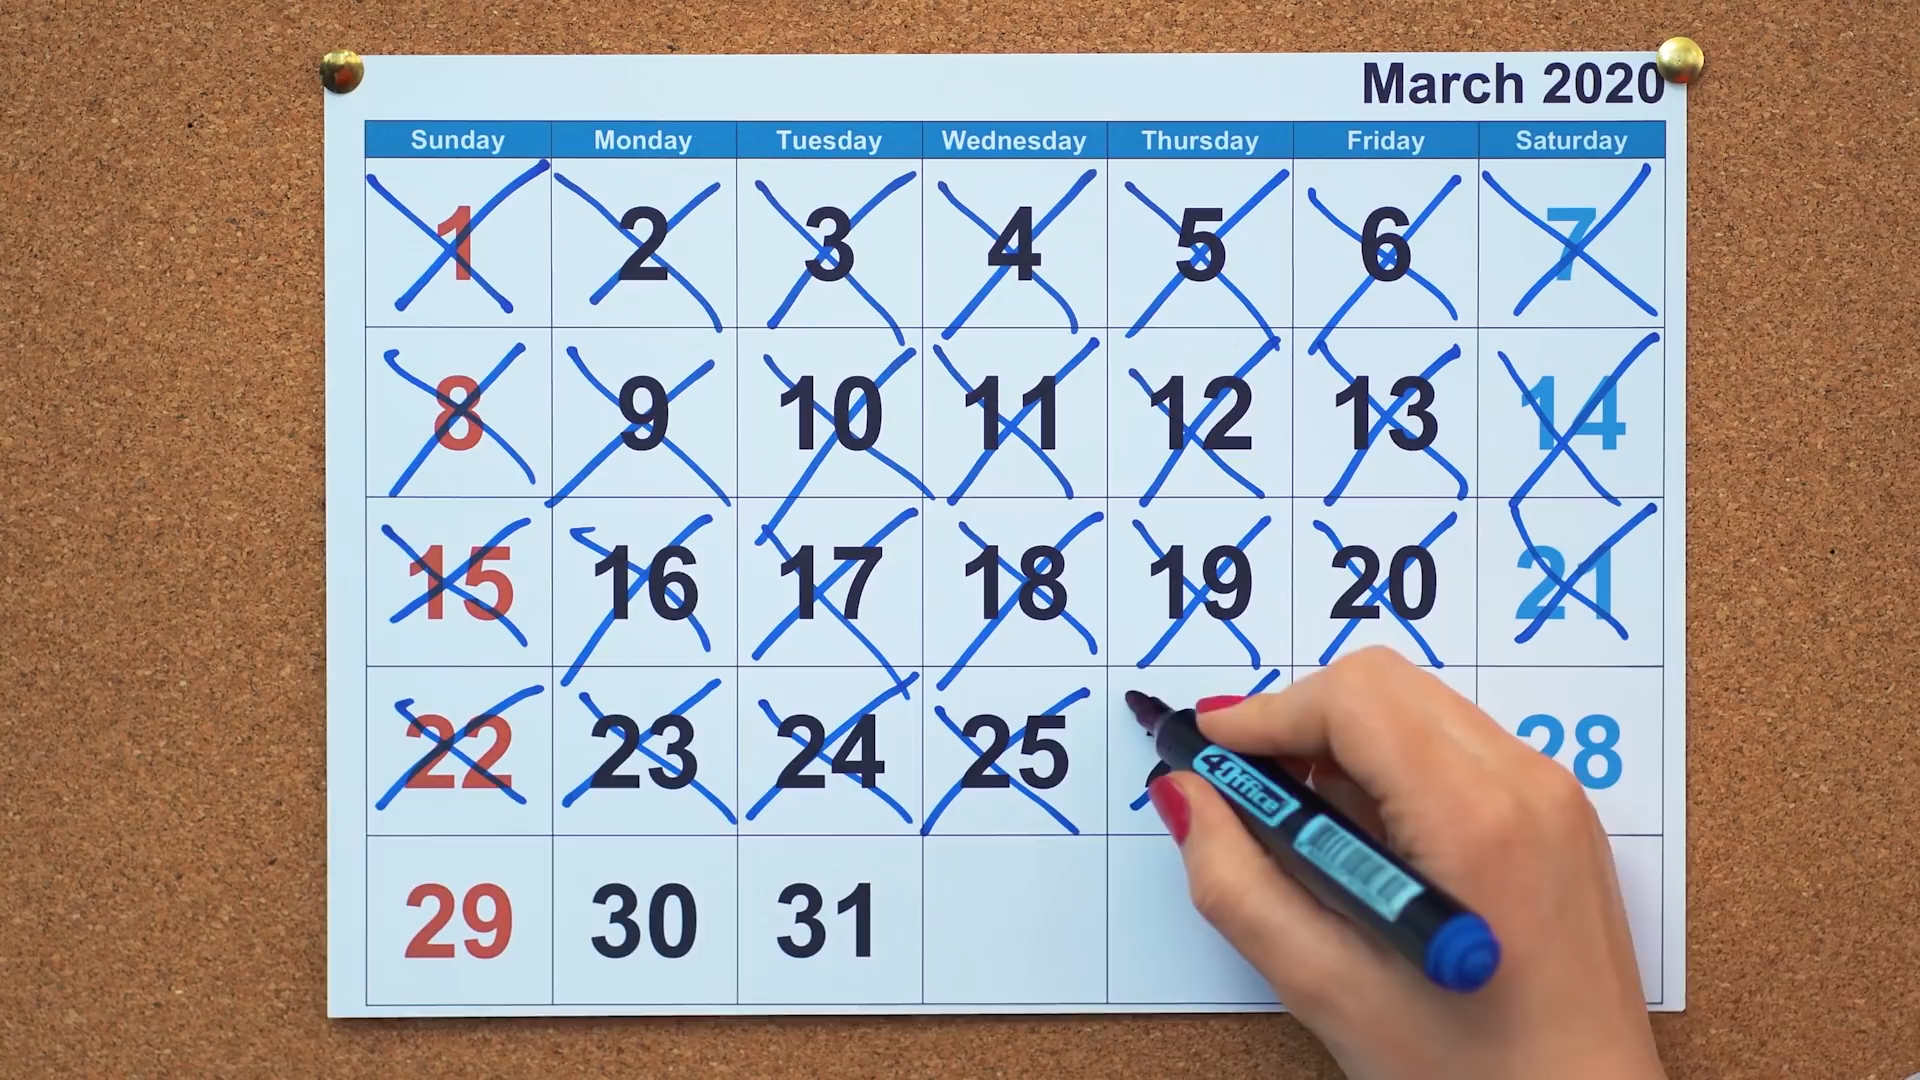 March 2020
Sunday Monday Tuesday Wednesday Thursday Friday Saturday
1 2 3 4 5 6 7
8 9 10 11 12 13 14
15 16 17 18 19 20 21
22 23 24 25 28
29 30 31
4Office